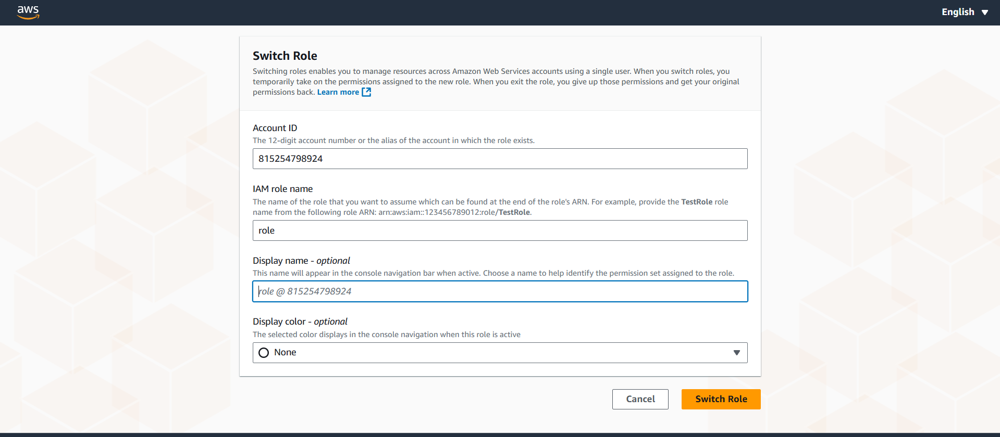 aws
English
Switch Role
Switching roles enables you to manage resources across Amazon Web Services accounts using a single user. When you switch roles, you
temporarily take on the permissions assigned to the new role. When you exit the role, you give up those permissions and get your original
permissions back. Learn more
Account ID
The 12-digit account number or the alias of the account in which the role exists.
815254798924
IAM role name
The name of the role that you want to assume which can be found at the end of the role's ARN. For example, provide the TestRole role
name from the following role ARN: arn:aws:iam::123456789012:role/TestRole.
role
Display name - optional
This name will appear in the console navigation bar when active. Choose a name to help identify the permission set assigned to the role.
role @ 815254798924
Display color - optional
The selected color displays in the console navigation when this role is active
None
Cancel
Switch Role